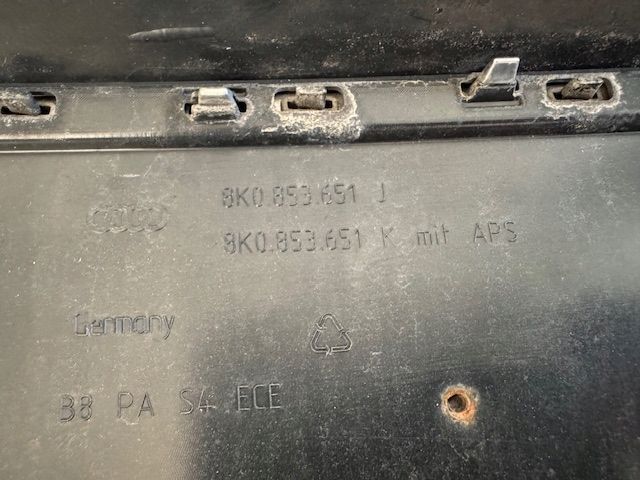 8K0.853.651 J
8K0.853.651 K mit APS
Germany
B8 PA S4 ECE